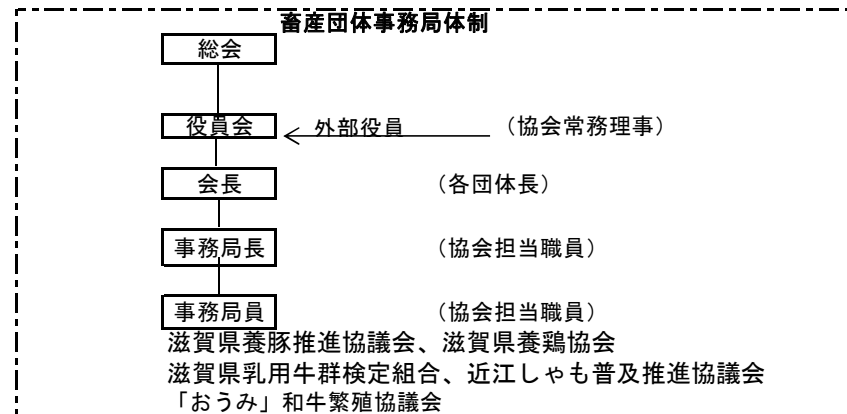 畜産団体事務局体制
総会
役員会 外部役員 （協会常務理事）
会長 （各団体長）
事務局長 （協会担当職員）
事務局員 （協会担当職員）
滋賀県養豚推進協議会、滋賀県養鶏協会
滋賀県乳用牛群検定組合、近江しゃも普及推進協議会
「おうみ」和牛繁殖協議会